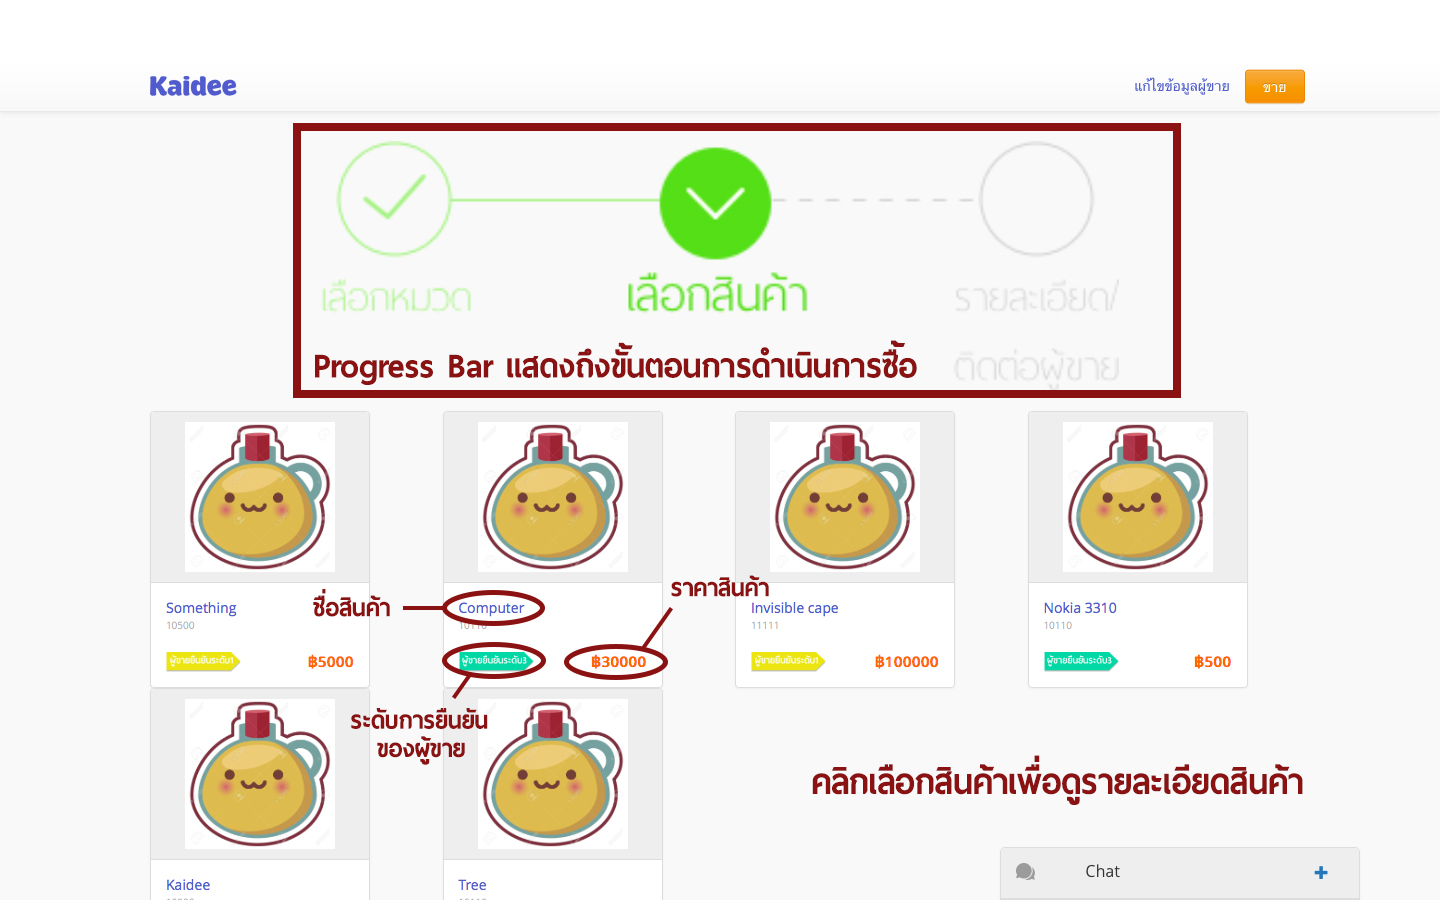 Kaidee
แก้ไขข้อมูลผู้ขาย
ขาย
เลือกหมวด
เลือกสินค้า
รายละเอียด/
ติดต่อผู้ขาย
Progress Bar แสดงถึงขั้นตอนการดำเนินการซื้อ
Something
10500
ผู้ขายยืนยันระดับ1
฿5000
ชื่อสินค้า
Computer
10110
ผู้ขายยืนยันระดับ3
฿30000
ราคาสินค้า
Invisible cape
11111
ผู้ขายยืนยันระดับ1
฿100000
Nokia 3310
10110
ผู้ขายยืนยันระดับ3
฿500
ระดับการยืนยัน
ของผู้ขาย
คลิกเลือกสินค้าเพื่อดูรายละเอียดสินค้า
Kaidee
Tree
Chat